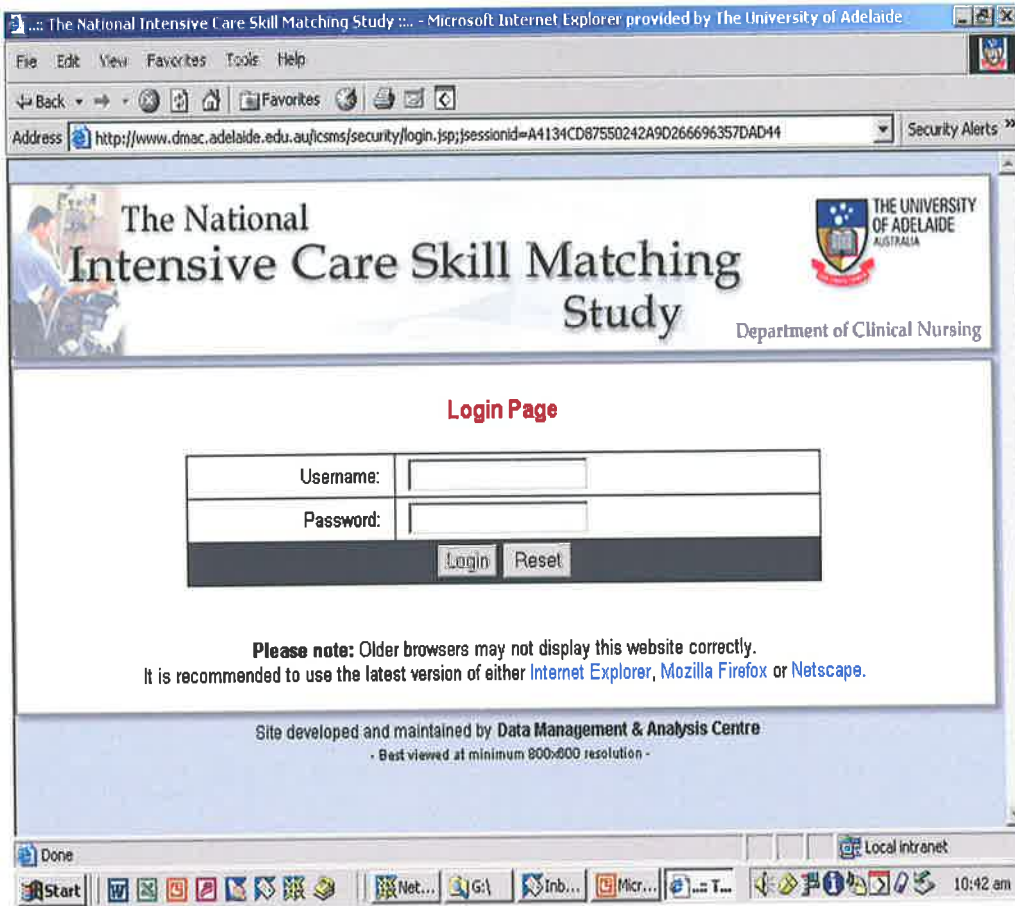 ..:: The National Intensive Care Skill Matching Study ::.. - Microsoft Internet Explorer provided by The University of Adelaide
File Edit View Favorites Tools Help
Back Favorites
Address http://www.dmac.adelaide.edu.au/icsms/security/login.jsp;jsessionid=A4134CD87550242A9D266696357DAD44 Security Alerts »
The National
Intensive Care Skill Matching
Study
THE UNIVERSITY
OF ADELAIDE
AUSTRALIA
Department of Clinical Nursing
Login Page
Username:
Password:
Login Reset
Please note: Older browsers may not display this website correctly.
It is recommended to use the latest version of either Internet Explorer, Mozilla Firefox or Netscape.
Site developed and maintained by Data Management & Analysis Centre
- Best viewed at minimum 800x600 resolution -
Done Local intranet
Start Net... G:\ Inb... Micr... ..:: T... 10:42 am